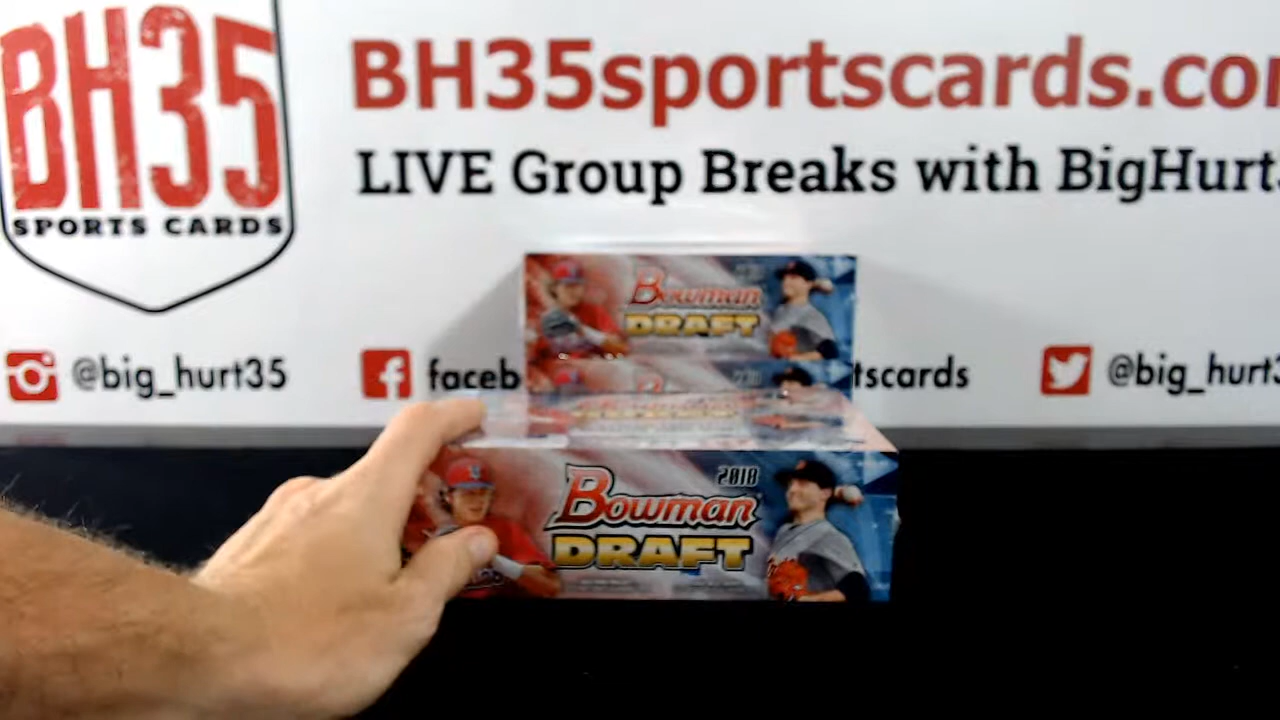 BH35
SPORTS CARDS
BH35sportscards.co
LIVE Group Breaks with BigHurt
@big_hurt35
faceb
tscards
@big_hurt
Bowman
DRAFT
2018
Bowman
DRAFT